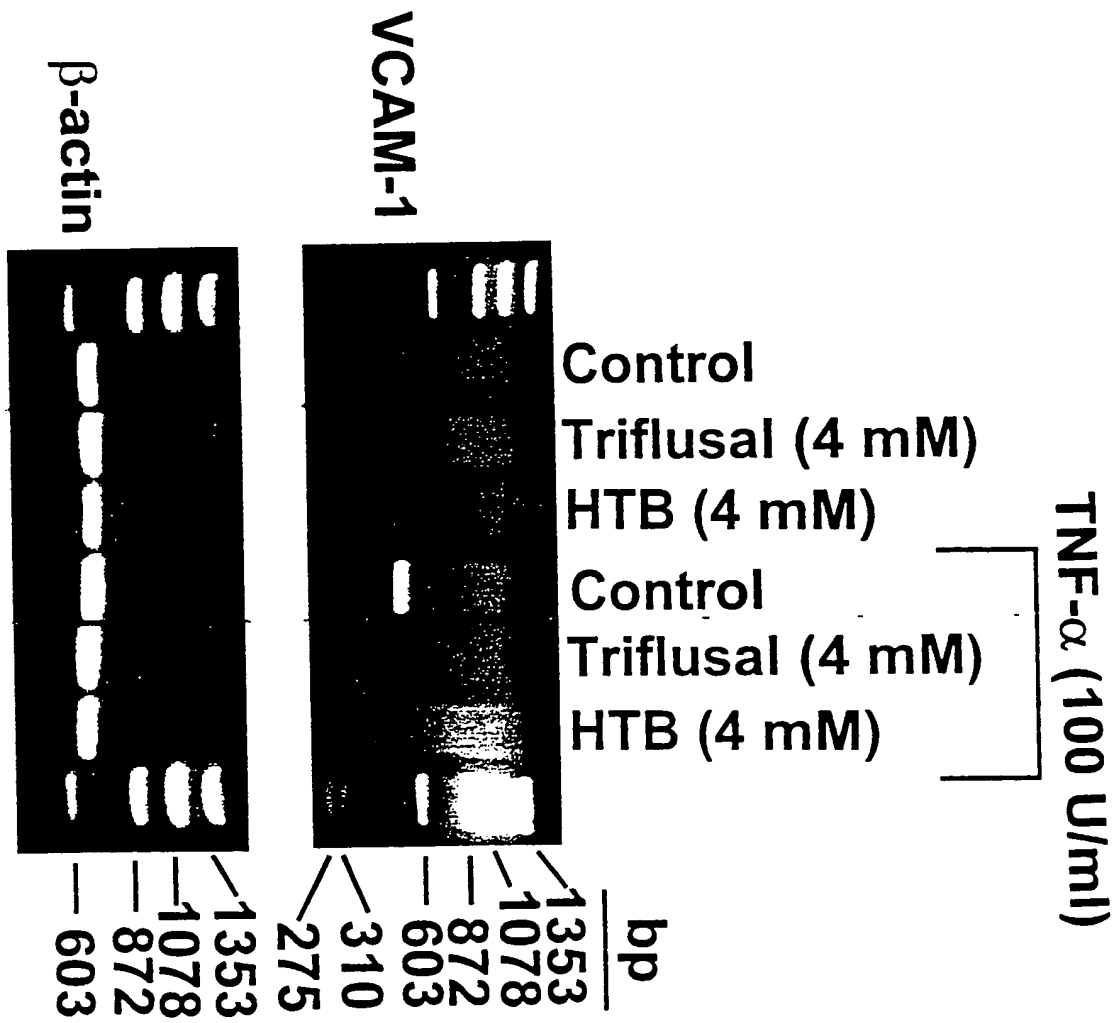 TNF-α (100 U/ml)
Control
Triflusal (4 mM)
HTB (4 mM)
Control
Triflusal (4 mM)
HTB (4 mM)
bp
VCAM-1
1353
1078
872
603
310
275
β-actin
1353
1078
872
603